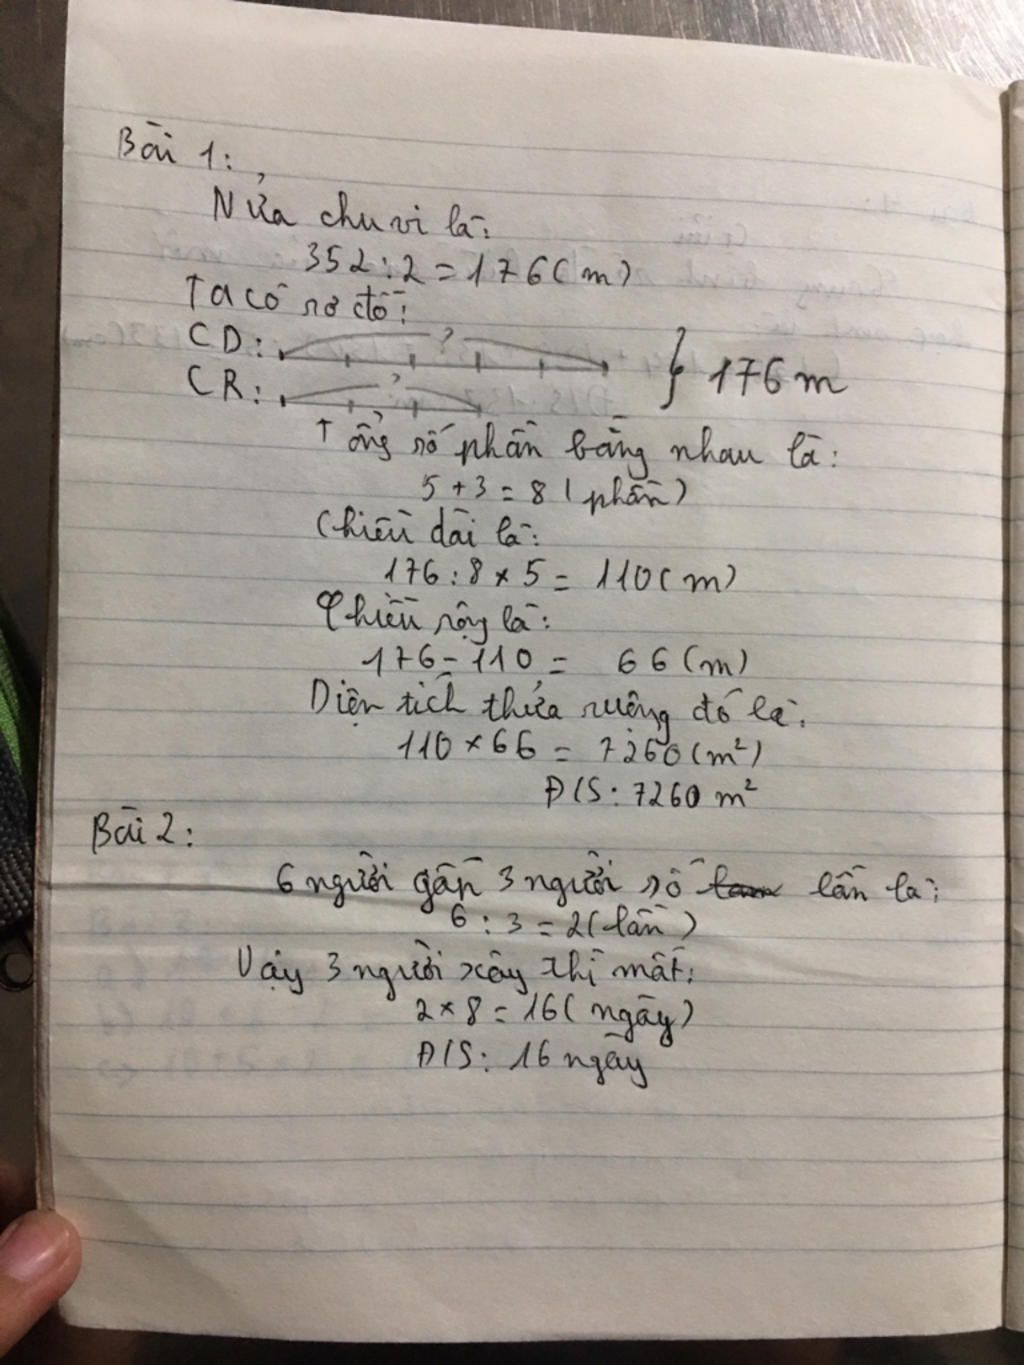 Bài 1:
Nửa chu vi là:
352 : 2 = 176 (m)
Ta có sơ đồ:
CD: ?
CR: ?
} 176 m
Tổng số phần bằng nhau là:
5 + 3 = 8 (phần)
Chiều dài là:
176 : 8 × 5 = 110 (m)
Chiều rộng là:
176 - 110 = 66 (m)
Diện tích thửa ruộng đó là:
110 × 66 = 7260 (m²)
Đ/S: 7260 m²
Bài 2:
6 người gấp 3 người số lần là:
6 : 3 = 2 (lần)
Vậy 3 người xây thì mất:
2 × 8 = 16 (ngày)
Đ/S: 16 ngày